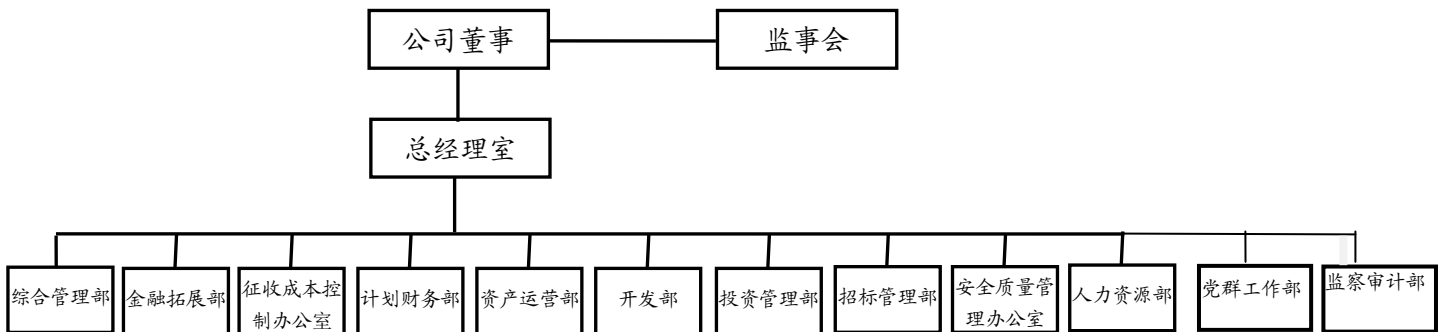 公司董事
监事会
总经理室
综合管理部
金融拓展部
征收成本控
制办公室
计划财务部
资产运营部
开发部
投资管理部
招标管理部
安全质量管
理办公室
人力资源部
党群工作部
监察审计部